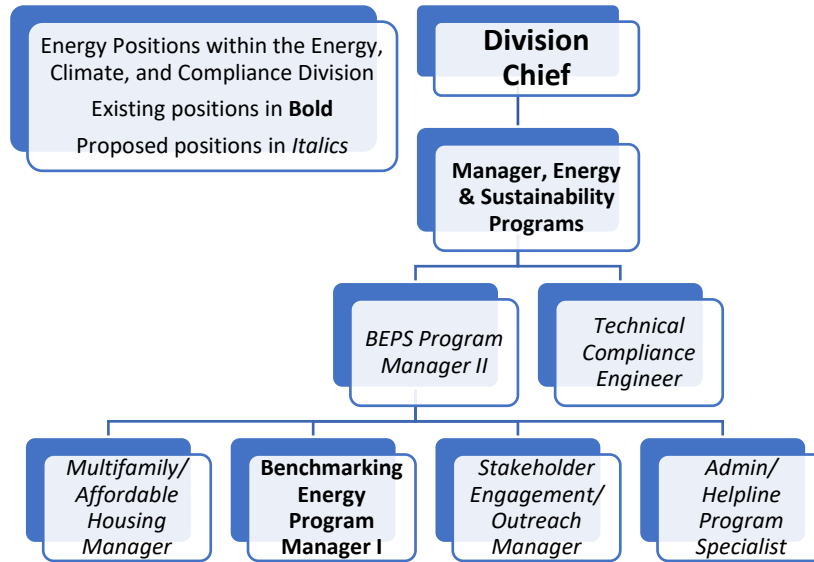 Energy Positions within the Energy,
Climate, and Compliance Division
Existing positions in Bold
Proposed positions in Italics
Division
Chief
Manager, Energy
& Sustainability
Programs
BEPS Program
Manager II
Technical
Compliance
Engineer
Multifamily/
Affordable
Housing
Manager
Benchmarking
Energy
Program
Manager I
Stakeholder
Engagement/
Outreach
Manager
Admin/
Helpline
Program
Specialist